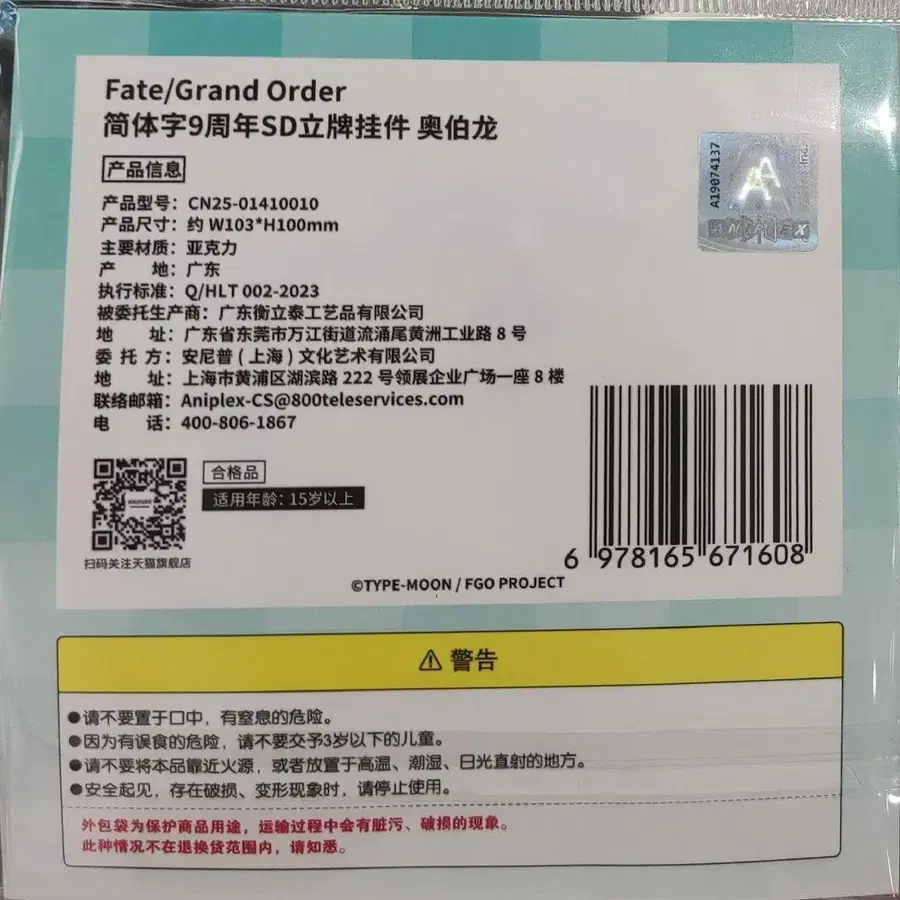 Fate/Grand Order
简体字9周年SD立牌挂件 奥伯龙
产品信息
产品型号：CN25-01410010
产品尺寸：约 W103*H100mm
主要材质：亚克力
产　　地：广东
执行标准：Q/HLT 002-2023
被委托生产商：广东衡立泰工艺品有限公司
地　　址：广东省东莞市万江街道流涌尾黄洲工业路 8 号
委 托 方：安尼普（上海）文化艺术有限公司
地　　址：上海市黄浦区湖滨路 222 号领展企业广场一座 8 楼
联络邮箱：Aniplex-CS@800teleservices.com
电　　话：400-806-1867
A19074137
合格品
适用年龄：15岁以上
扫码关注天猫旗舰店
6 978165 671608
©TYPE-MOON / FGO PROJECT
⚠ 警告
●请不要置于口中，有窒息的危险。
●因为有误食的危险，请不要交予3岁以下的儿童。
●请不要将本品靠近火源，或者放置于高温、潮湿、日光直射的地方。
●安全起见，存在破损、变形现象时，请停止使用。
外包袋为保护商品用途，运输过程中会有脏污、破损的现象。
此种情况不在退换货范围内，请知悉。